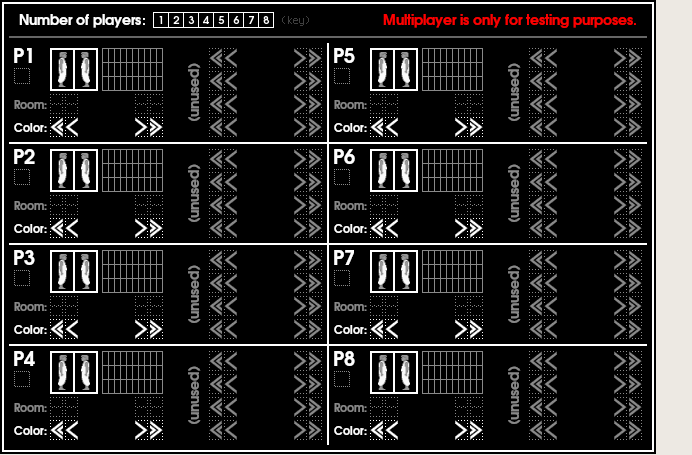 Number of players: 1 2 3 4 5 6 7 8 (key) Multiplayer is only for testing purposes.
P1
Room:
Color:
(unused)
P5
Room:
Color:
(unused)
P2
Room:
Color:
(unused)
P6
Room:
Color:
(unused)
P3
Room:
Color:
(unused)
P7
Room:
Color:
(unused)
P4
Room:
Color:
(unused)
P8
Room:
Color:
(unused)